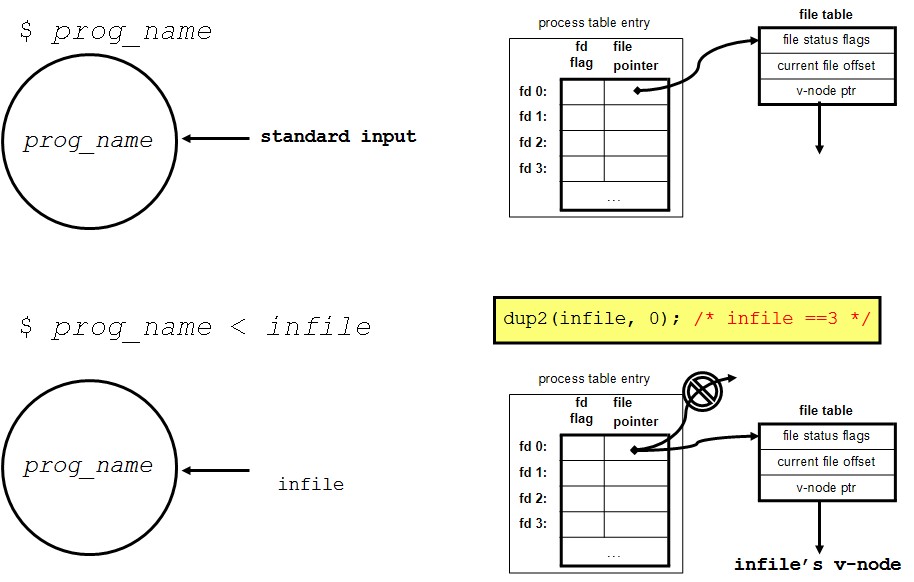 $ prog_name
prog_name
standard input
process table entry
fd flag
file pointer
fd 0:
fd 1:
fd 2:
fd 3:
...
file table
file status flags
current file offset
v-node ptr
$ prog_name < infile
prog_name
infile
dup2(infile, 0); /* infile ==3 */
process table entry
fd flag
file pointer
fd 0:
fd 1:
fd 2:
fd 3:
...
file table
file status flags
current file offset
v-node ptr
infile’s v-node